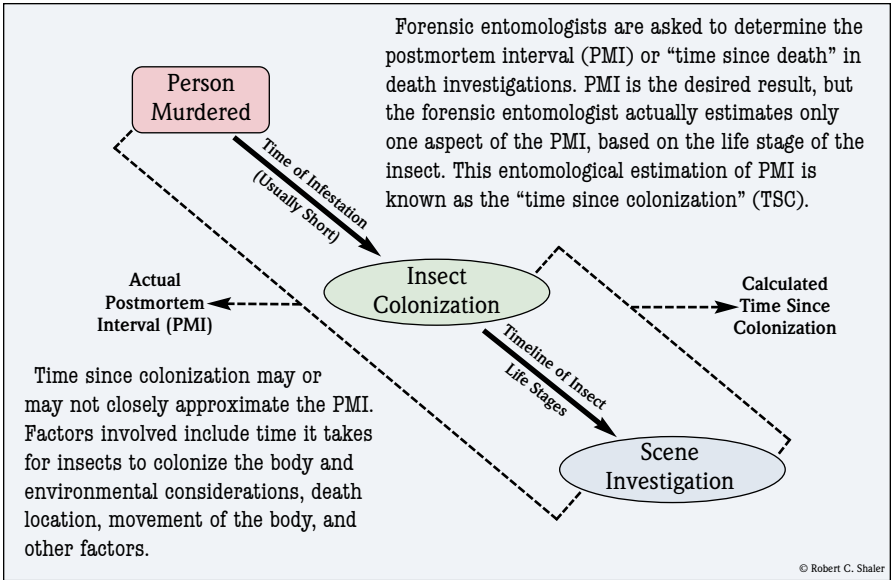 Forensic entomologists are asked to determine the
postmortem interval (PMI) or “time since death” in
death investigations. PMI is the desired result, but
the forensic entomologist actually estimates only
one aspect of the PMI, based on the life stage of the
insect. This entomological estimation of PMI is
known as the “time since colonization” (TSC).
Person
Murdered
Time of Infestation
(Usually Short)
Insect
Colonization
Actual
Postmortem
Interval (PMI)
Calculated
Time Since
Colonization
Timeline of Insect
Life Stages
Scene
Investigation
Time since colonization may or
may not closely approximate the PMI.
Factors involved include time it takes
for insects to colonize the body and
environmental considerations, death
location, movement of the body, and
other factors.
© Robert C. Shaler